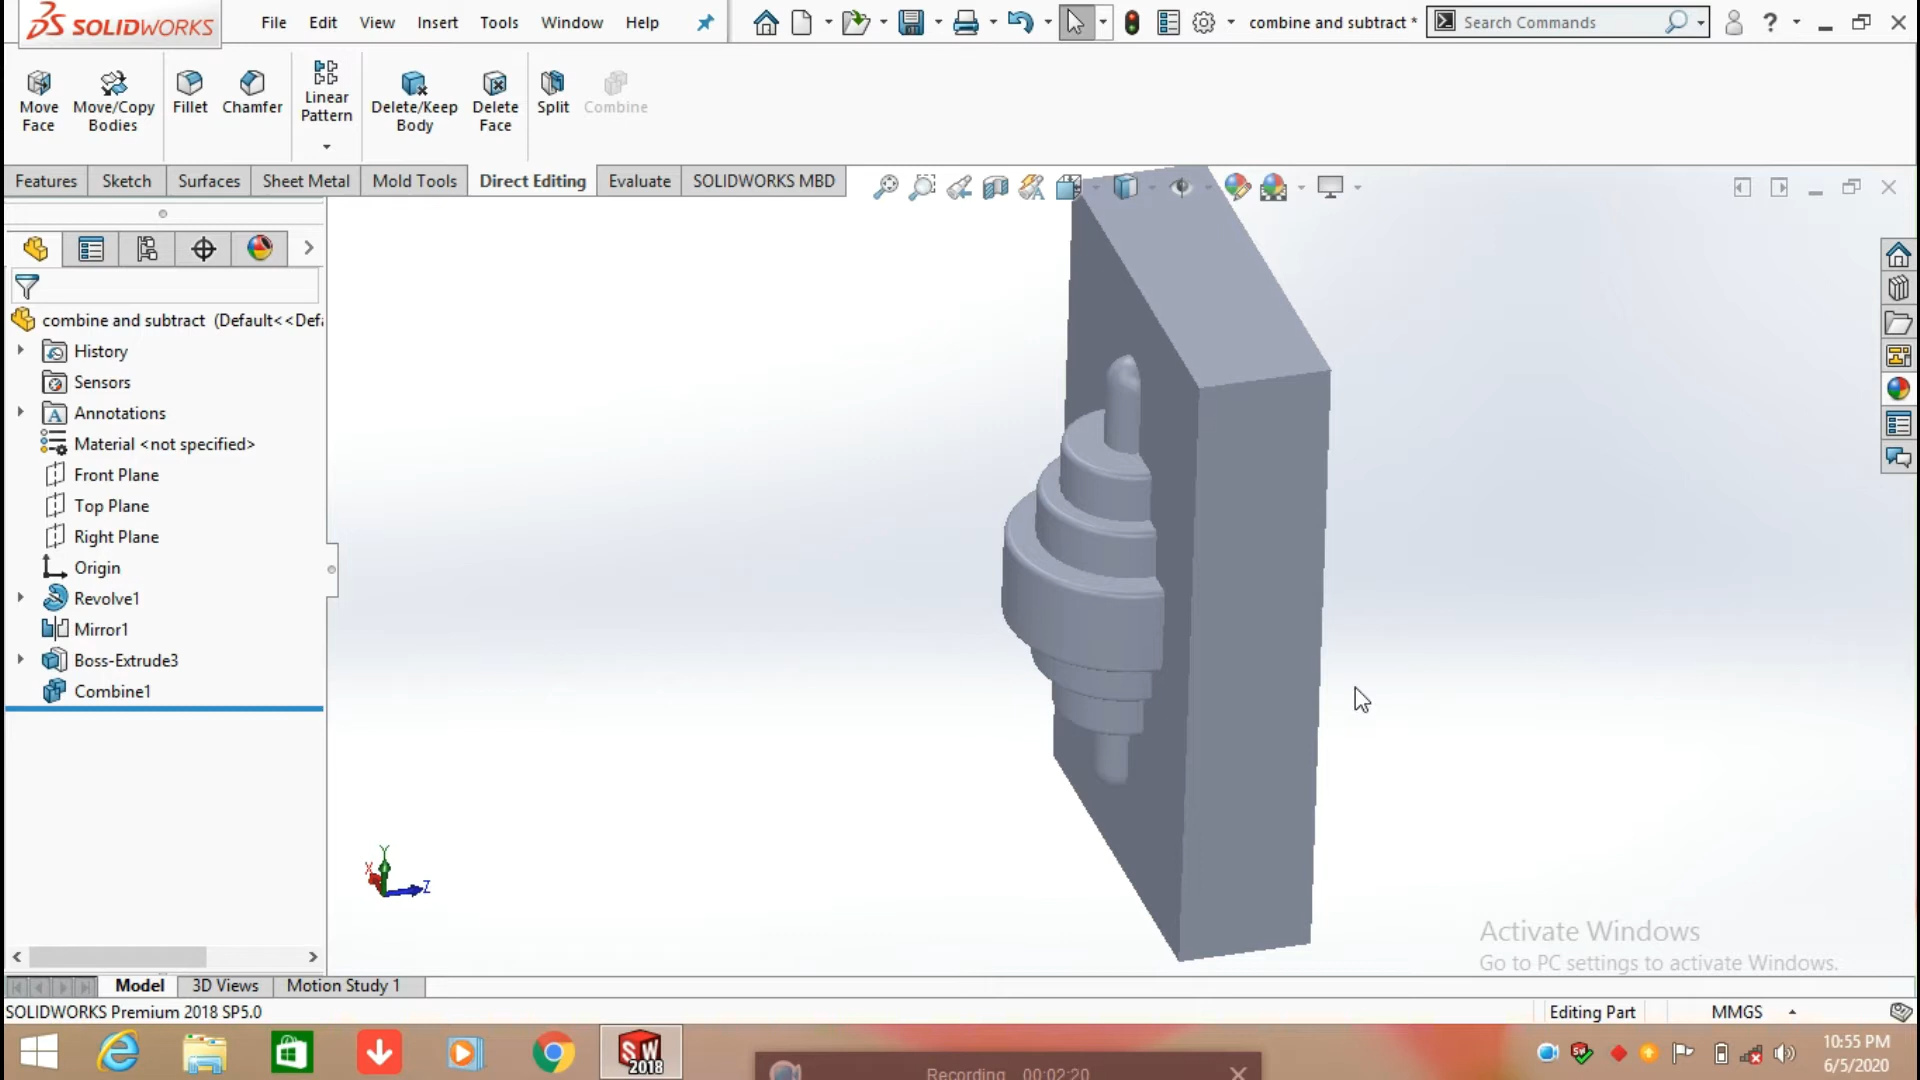 SOLIDWORKS File Edit View Insert Tools Window Help combine and subtract * Search Commands
Move Face Move/Copy Bodies Fillet Chamfer Linear Pattern Delete/Keep Body Delete Face Split Combine
Features Sketch Surfaces Sheet Metal Mold Tools Direct Editing Evaluate SOLIDWORKS MBD
combine and subtract (Default<<Def
History
Sensors
Annotations
Material <not specified>
Front Plane
Top Plane
Right Plane
Origin
Revolve1
Mirror1
Boss-Extrude3
Combine1
Y
X
Z
Activate Windows
Go to PC settings to activate Windows.
Model 3D Views Motion Study 1
SOLIDWORKS Premium 2018 SP5.0 Editing Part MMGS
SW 2018
Recording 00:02:20
10:55 PM
6/5/2020